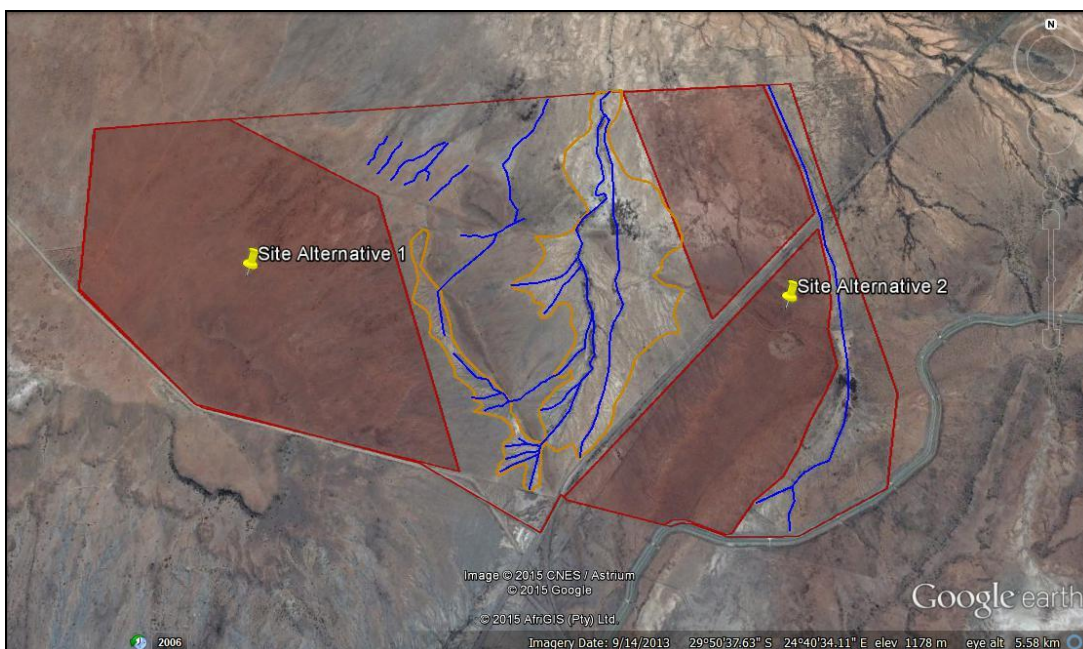 N
Site Alternative 1
Site Alternative 2
Image © 2015 CNES / Astrium
© 2015 Google
© 2015 AfriGIS (Pty) Ltd.
Google earth
2006
Imagery Date: 9/14/2013 29°50'37.63" S 24°40'34.11" E elev 1178 m eye alt 5.58 km